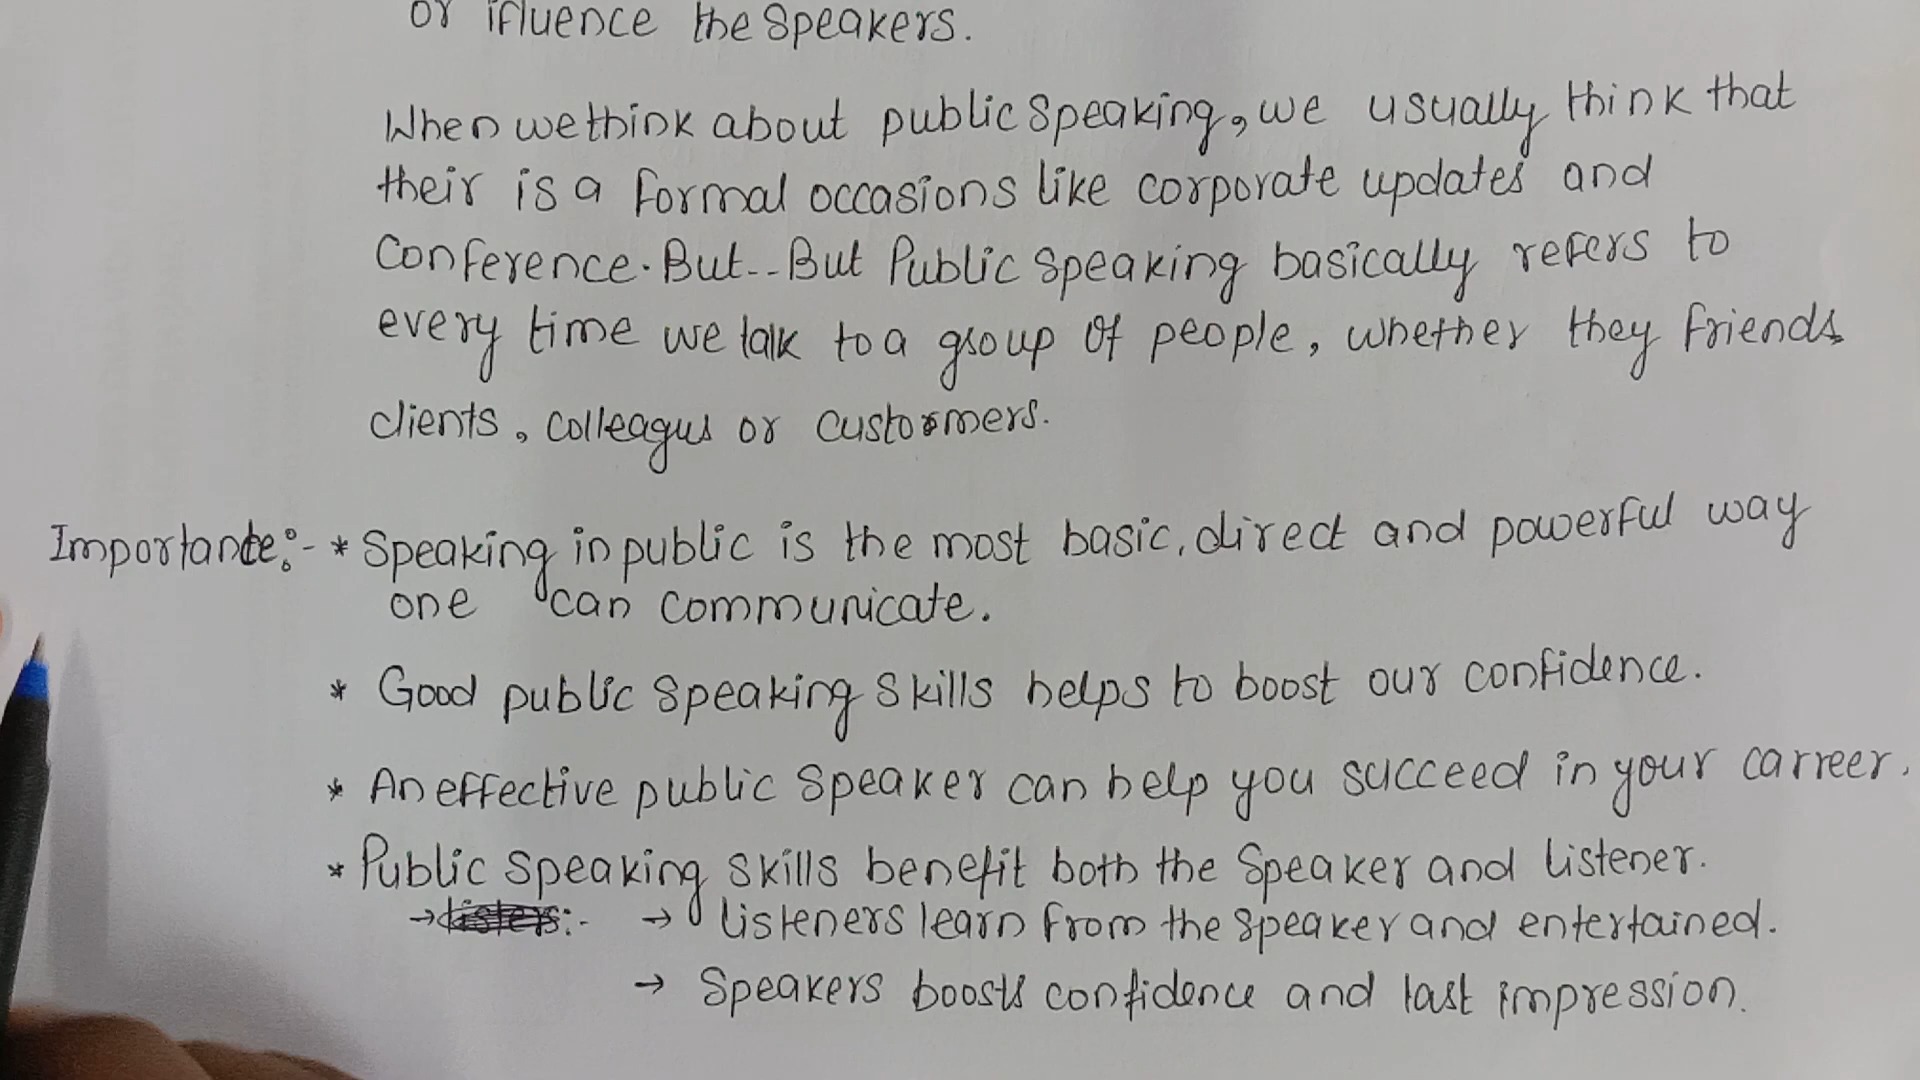 or ifluence the Speakers.
When we think about public Speaking, we usually think that
their is a formal occasions like corporate updates and
Conference. But.. But Public Speaking basically refers to
every time we talk to a group of people, whether they friends
clients, colleagus or customers.
Importance:- * Speaking in public is the most basic, direct and powerful way
one can communicate.
* Good public Speaking skills helps to boost our confidence.
* An effective public Speaker can help you succeed in your carreer.
* Public Speaking skills benefit both the Speaker and listener.
→ :- → listeners learn from the Speaker and entertained.
→ Speakers boosts confidence and last impression.